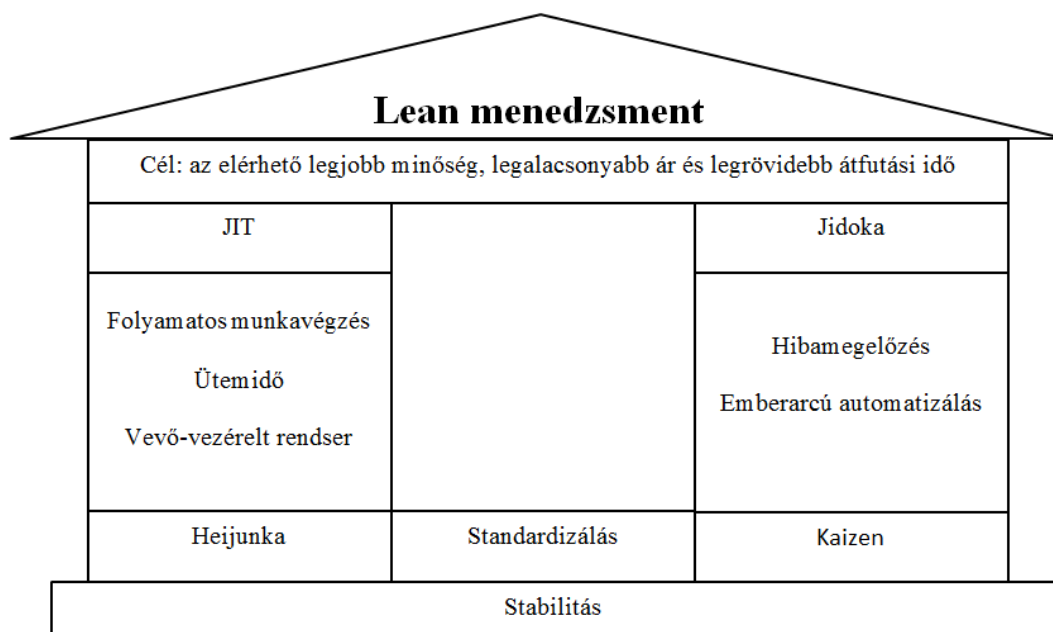 Lean menedzsment
Cél: az elérhető legjobb minőség, legalacsonyabb ár és legrövidebb átfutási idő
JIT
Jidoka
Folyamatos munkavégzés
Ütemidő
Vevő-vezérelt rendser
Hibamegelőzés
Emberarcú automatizálás
Heijunka
Standardizálás
Kaizen
Stabilitás